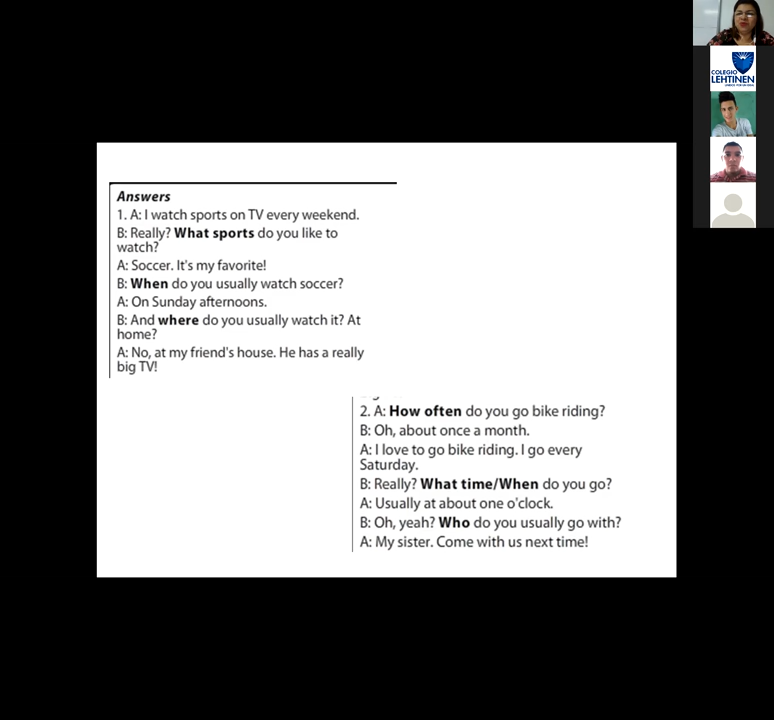 Answers
1. A: I watch sports on TV every weekend.
B: Really? What sports do you like to
watch?
A: Soccer. It's my favorite!
B: When do you usually watch soccer?
A: On Sunday afternoons.
B: And where do you usually watch it? At
home?
A: No, at my friend's house. He has a really
big TV!
2. A: How often do you go bike riding?
B: Oh, about once a month.
A: I love to go bike riding. I go every
Saturday.
B: Really? What time/When do you go?
A: Usually at about one o'clock.
B: Oh, yeah? Who do you usually go with?
A: My sister. Come with us next time!
COLEGIO
LEHTINEN